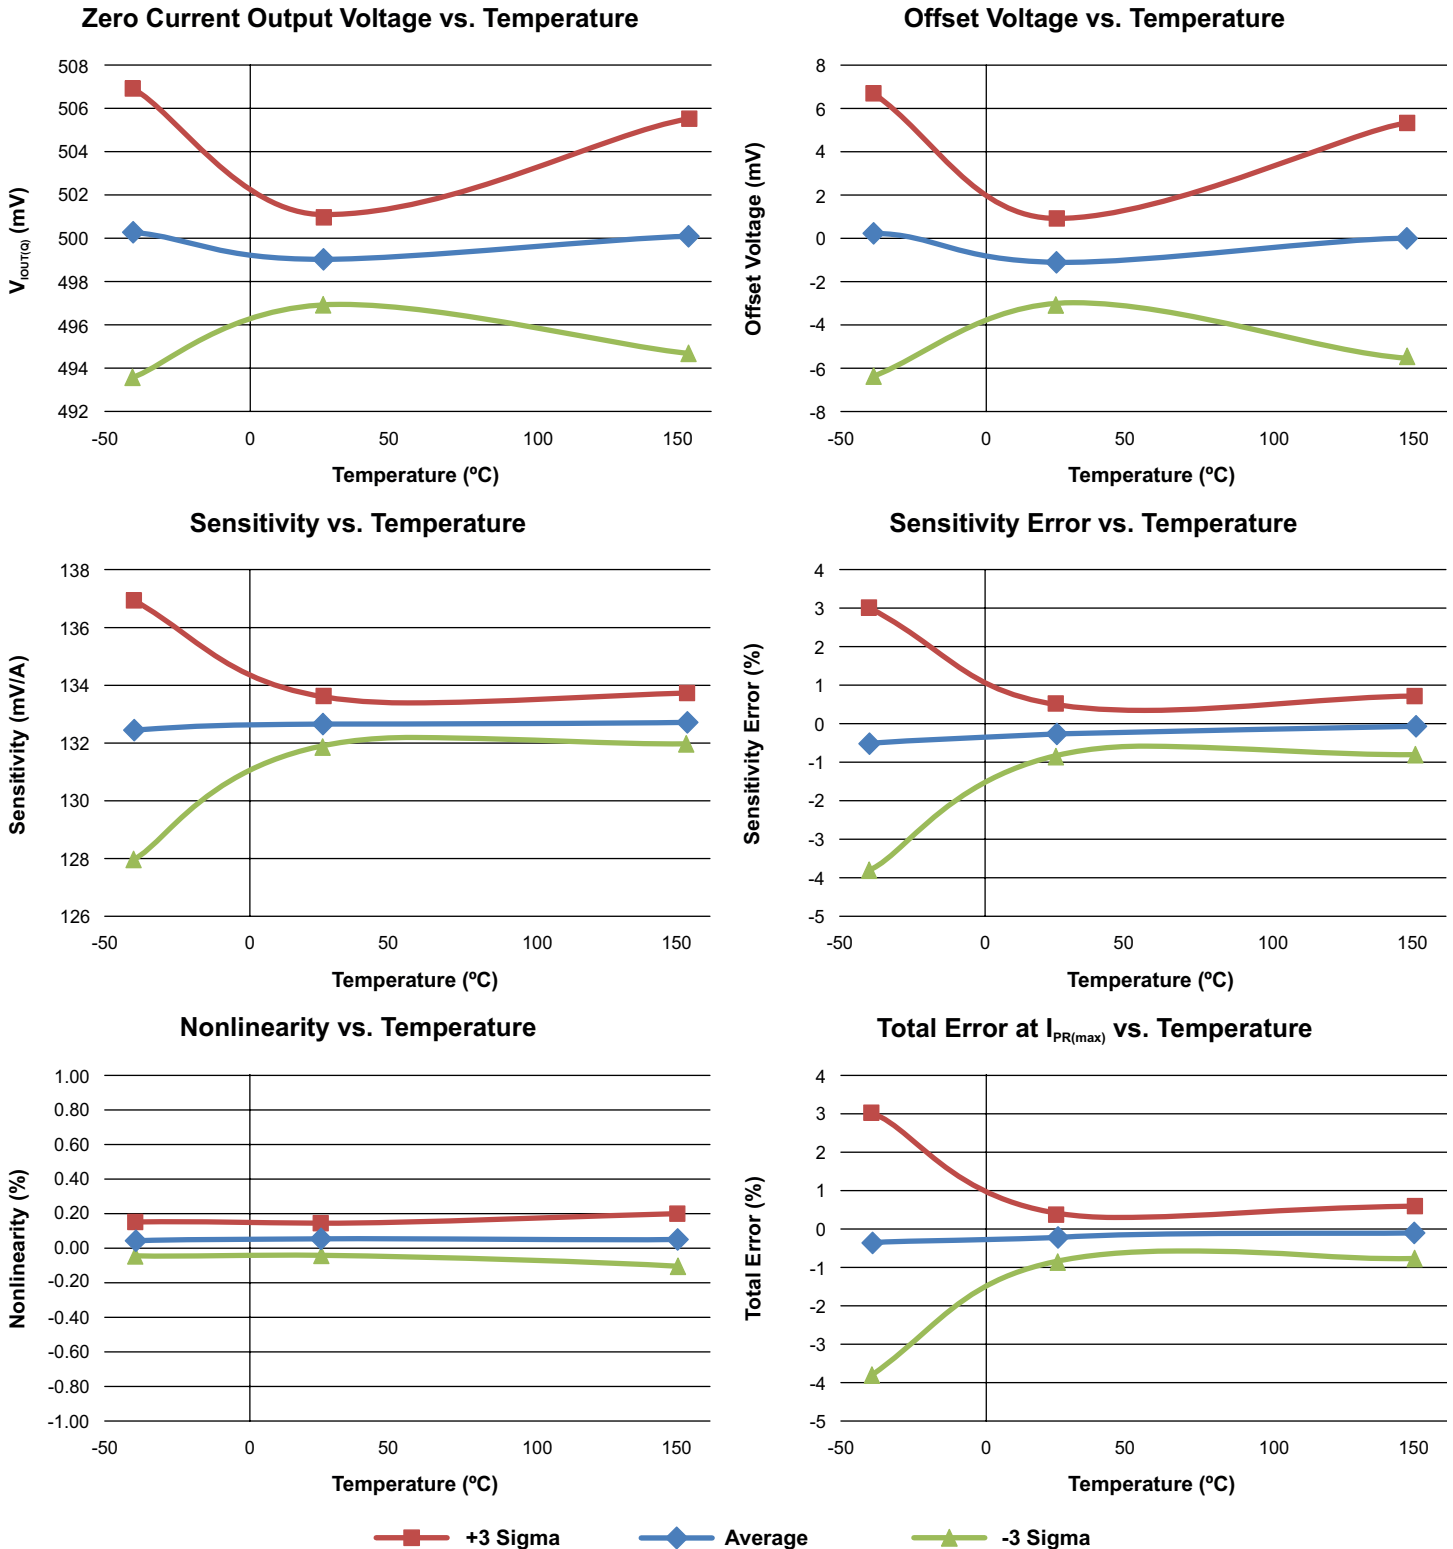 Zero Current Output Voltage vs. Temperature
508
506
504
502
500
498
496
494
492
-50 0 50 100 150
V_IOUT(Q) (mV)
Temperature (ºC)
Offset Voltage vs. Temperature
8
6
4
2
0
-2
-4
-6
-8
-50 0 50 100 150
Offset Voltage (mV)
Temperature (ºC)
Sensitivity vs. Temperature
138
136
134
132
130
128
126
-50 0 50 100 150
Sensitivity (mV/A)
Temperature (ºC)
Sensitivity Error vs. Temperature
4
3
2
1
0
-1
-2
-3
-4
-5
-50 0 50 100 150
Sensitivity Error (%)
Temperature (ºC)
Nonlinearity vs. Temperature
1.00
0.80
0.60
0.40
0.20
0.00
-0.20
-0.40
-0.60
-0.80
-1.00
-50 0 50 100 150
Nonlinearity (%)
Temperature (ºC)
Total Error at I_PR(max) vs. Temperature
4
3
2
1
0
-1
-2
-3
-4
-5
-50 0 50 100 150
Total Error (%)
Temperature (ºC)
+3 Sigma Average -3 Sigma